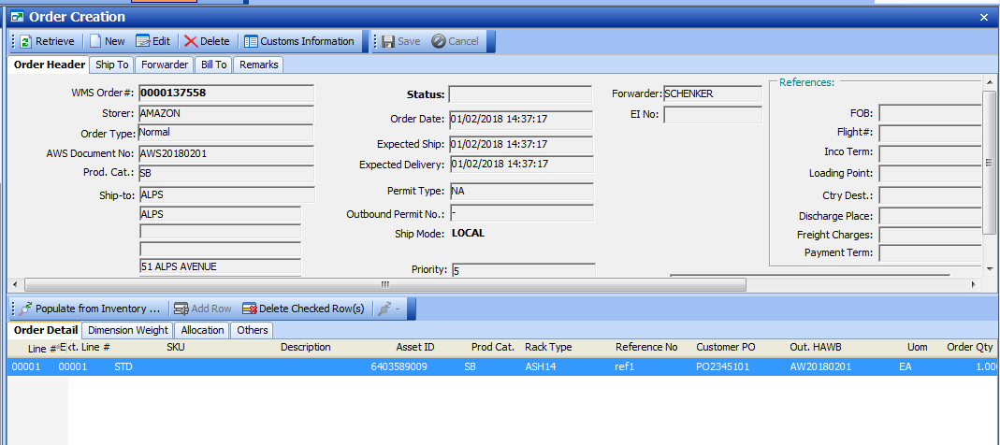 Order Creation
Retrieve New Edit Delete Customs Information Save Cancel
Order Header Ship To Forwarder Bill To Remarks
WMS Order#: 0000137558
Storer: AMAZON
Order Type: Normal
AWS Document No: AWS20180201
Prod. Cat.: SB
Ship-to: ALPS
ALPS
51 ALPS AVENUE
Status:
Order Date: 01/02/2018 14:37:17
Expected Ship: 01/02/2018 14:37:17
Expected Delivery: 01/02/2018 14:37:17
Permit Type: NA
Outbound Permit No.: -
Ship Mode: LOCAL
Priority: 5
Forwarder: SCHENKER
EI No:
References:
FOB:
Flight#:
Inco Term:
Loading Point:
Ctry Dest.:
Discharge Place:
Freight Charges:
Payment Term:
Populate from Inventory ... Add Row Delete Checked Row(s) -
Order Detail Dimension Weight Allocation Others
Line # Ext. Line # SKU Description Asset ID Prod Cat. Rack Type Reference No Customer PO Out. HAWB Uom Order Qty
00001 00001 STD 6403589009 SB ASH14 ref1 PO2345101 AW20180201 EA